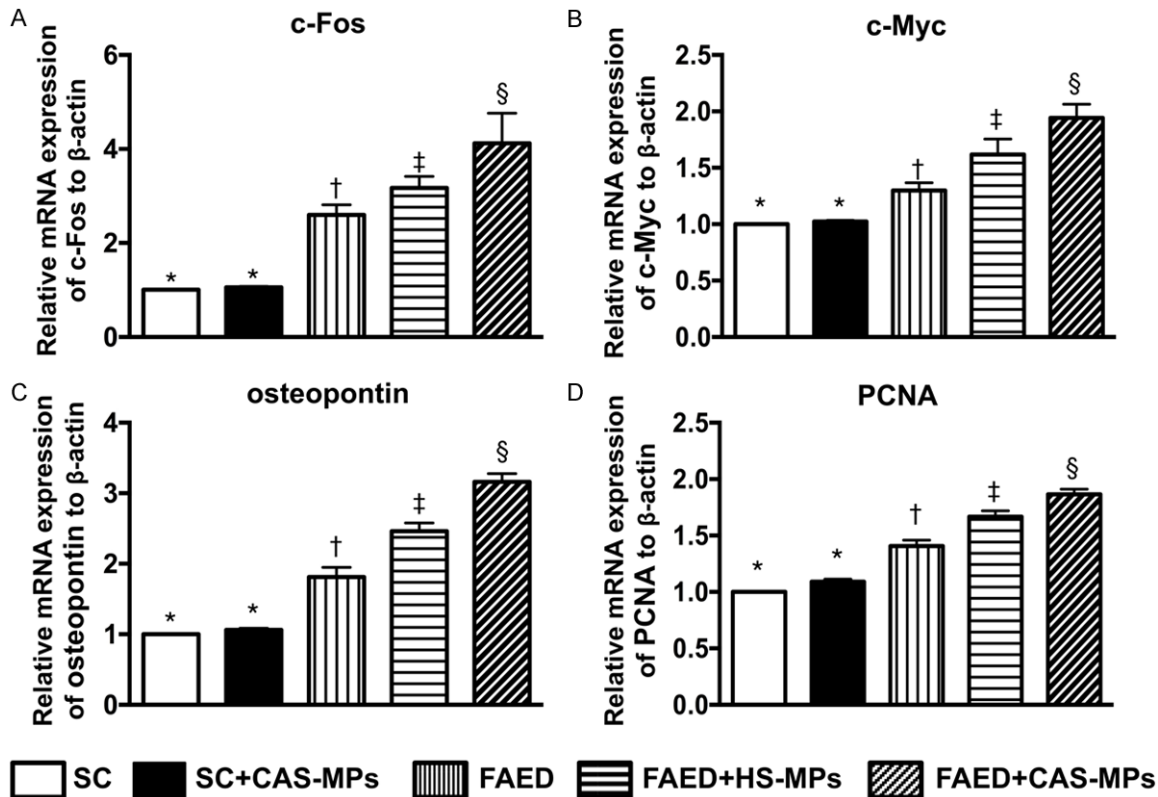 A
c-Fos
Relative mRNA expression
of c-Fos to β-actin
6
4
2
0
*
*
†
‡
§
B
c-Myc
Relative mRNA expression
of c-Myc to β-actin
2.5
2.0
1.5
1.0
0.5
0.0
*
*
†
‡
§
C
osteopontin
Relative mRNA expression
of osteopontin to β-actin
4
3
2
1
0
*
*
†
‡
§
D
PCNA
Relative mRNA expression
of PCNA to β-actin
2.5
2.0
1.5
1.0
0.5
0.0
*
*
†
‡
§
SC SC+CAS-MPs FAED FAED+HS-MPs FAED+CAS-MPs